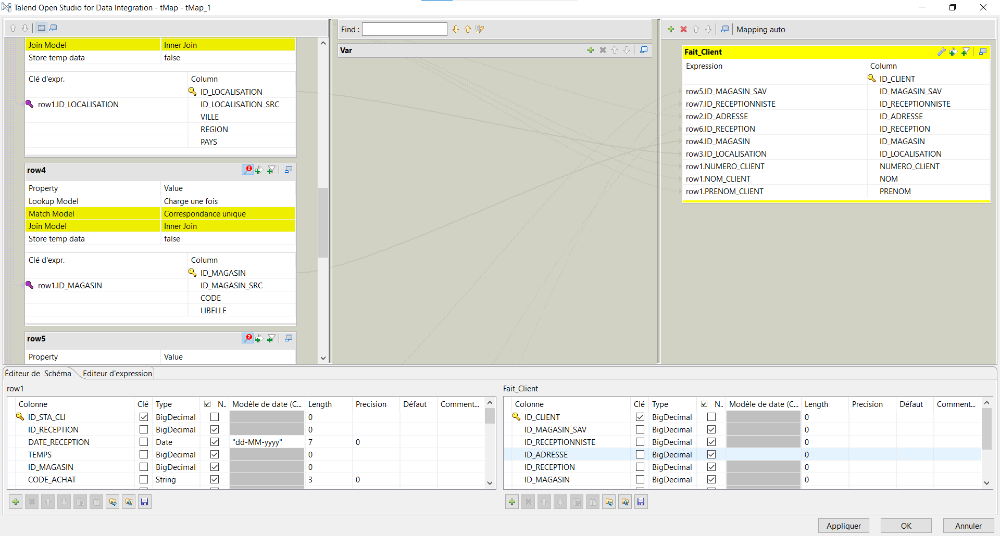 Talend Open Studio for Data Integration - tMap - tMap_1
Join Model Inner Join
Store temp data false
Clé d'expr. Column
ID_LOCALISATION
row1.ID_LOCALISATION ID_LOCALISATION_SRC
VILLE
REGION
PAYS
row4
Property Value
Lookup Model Charge une fois
Match Model Correspondance unique
Join Model Inner Join
Store temp data false
Clé d'expr. Column
ID_MAGASIN
row1.ID_MAGASIN ID_MAGASIN_SRC
CODE
LIBELLE
row5
Property Value
Find :
Var
Mapping auto
Fait_Client
Expression Column
ID_CLIENT
row5.ID_MAGASIN_SAV ID_MAGASIN_SAV
row7.ID_RECEPTIONNISTE ID_RECEPTIONNISTE
row2.ID_ADRESSE ID_ADRESSE
row6.ID_RECEPTION ID_RECEPTION
row4.ID_MAGASIN ID_MAGASIN
row3.ID_LOCALISATION ID_LOCALISATION
row1.NUMERO_CLIENT NUMERO_CLIENT
row1.NOM_CLIENT NOM
row1.PRENOM_CLIENT PRENOM
Éditeur de Schéma Editeur d'expression
row1
Colonne Clé Type N.. Modèle de date (C... Length Precision Défaut Comment...
ID_STA_CLI BigDecimal 0
ID_RECEPTION BigDecimal 0
DATE_RECEPTION Date "dd-MM-yyyy" 7 0
TEMPS BigDecimal 0
ID_MAGASIN BigDecimal 0
CODE_ACHAT String 3 0
Fait_Client
Colonne Clé Type N.. Modèle de date (C... Length Precision Défaut Comment...
ID_CLIENT BigDecimal 0
ID_MAGASIN_SAV BigDecimal 0
ID_RECEPTIONNISTE BigDecimal 0
ID_ADRESSE BigDecimal 0
ID_RECEPTION BigDecimal 0
ID_MAGASIN BigDecimal 0
Appliquer OK Annuler